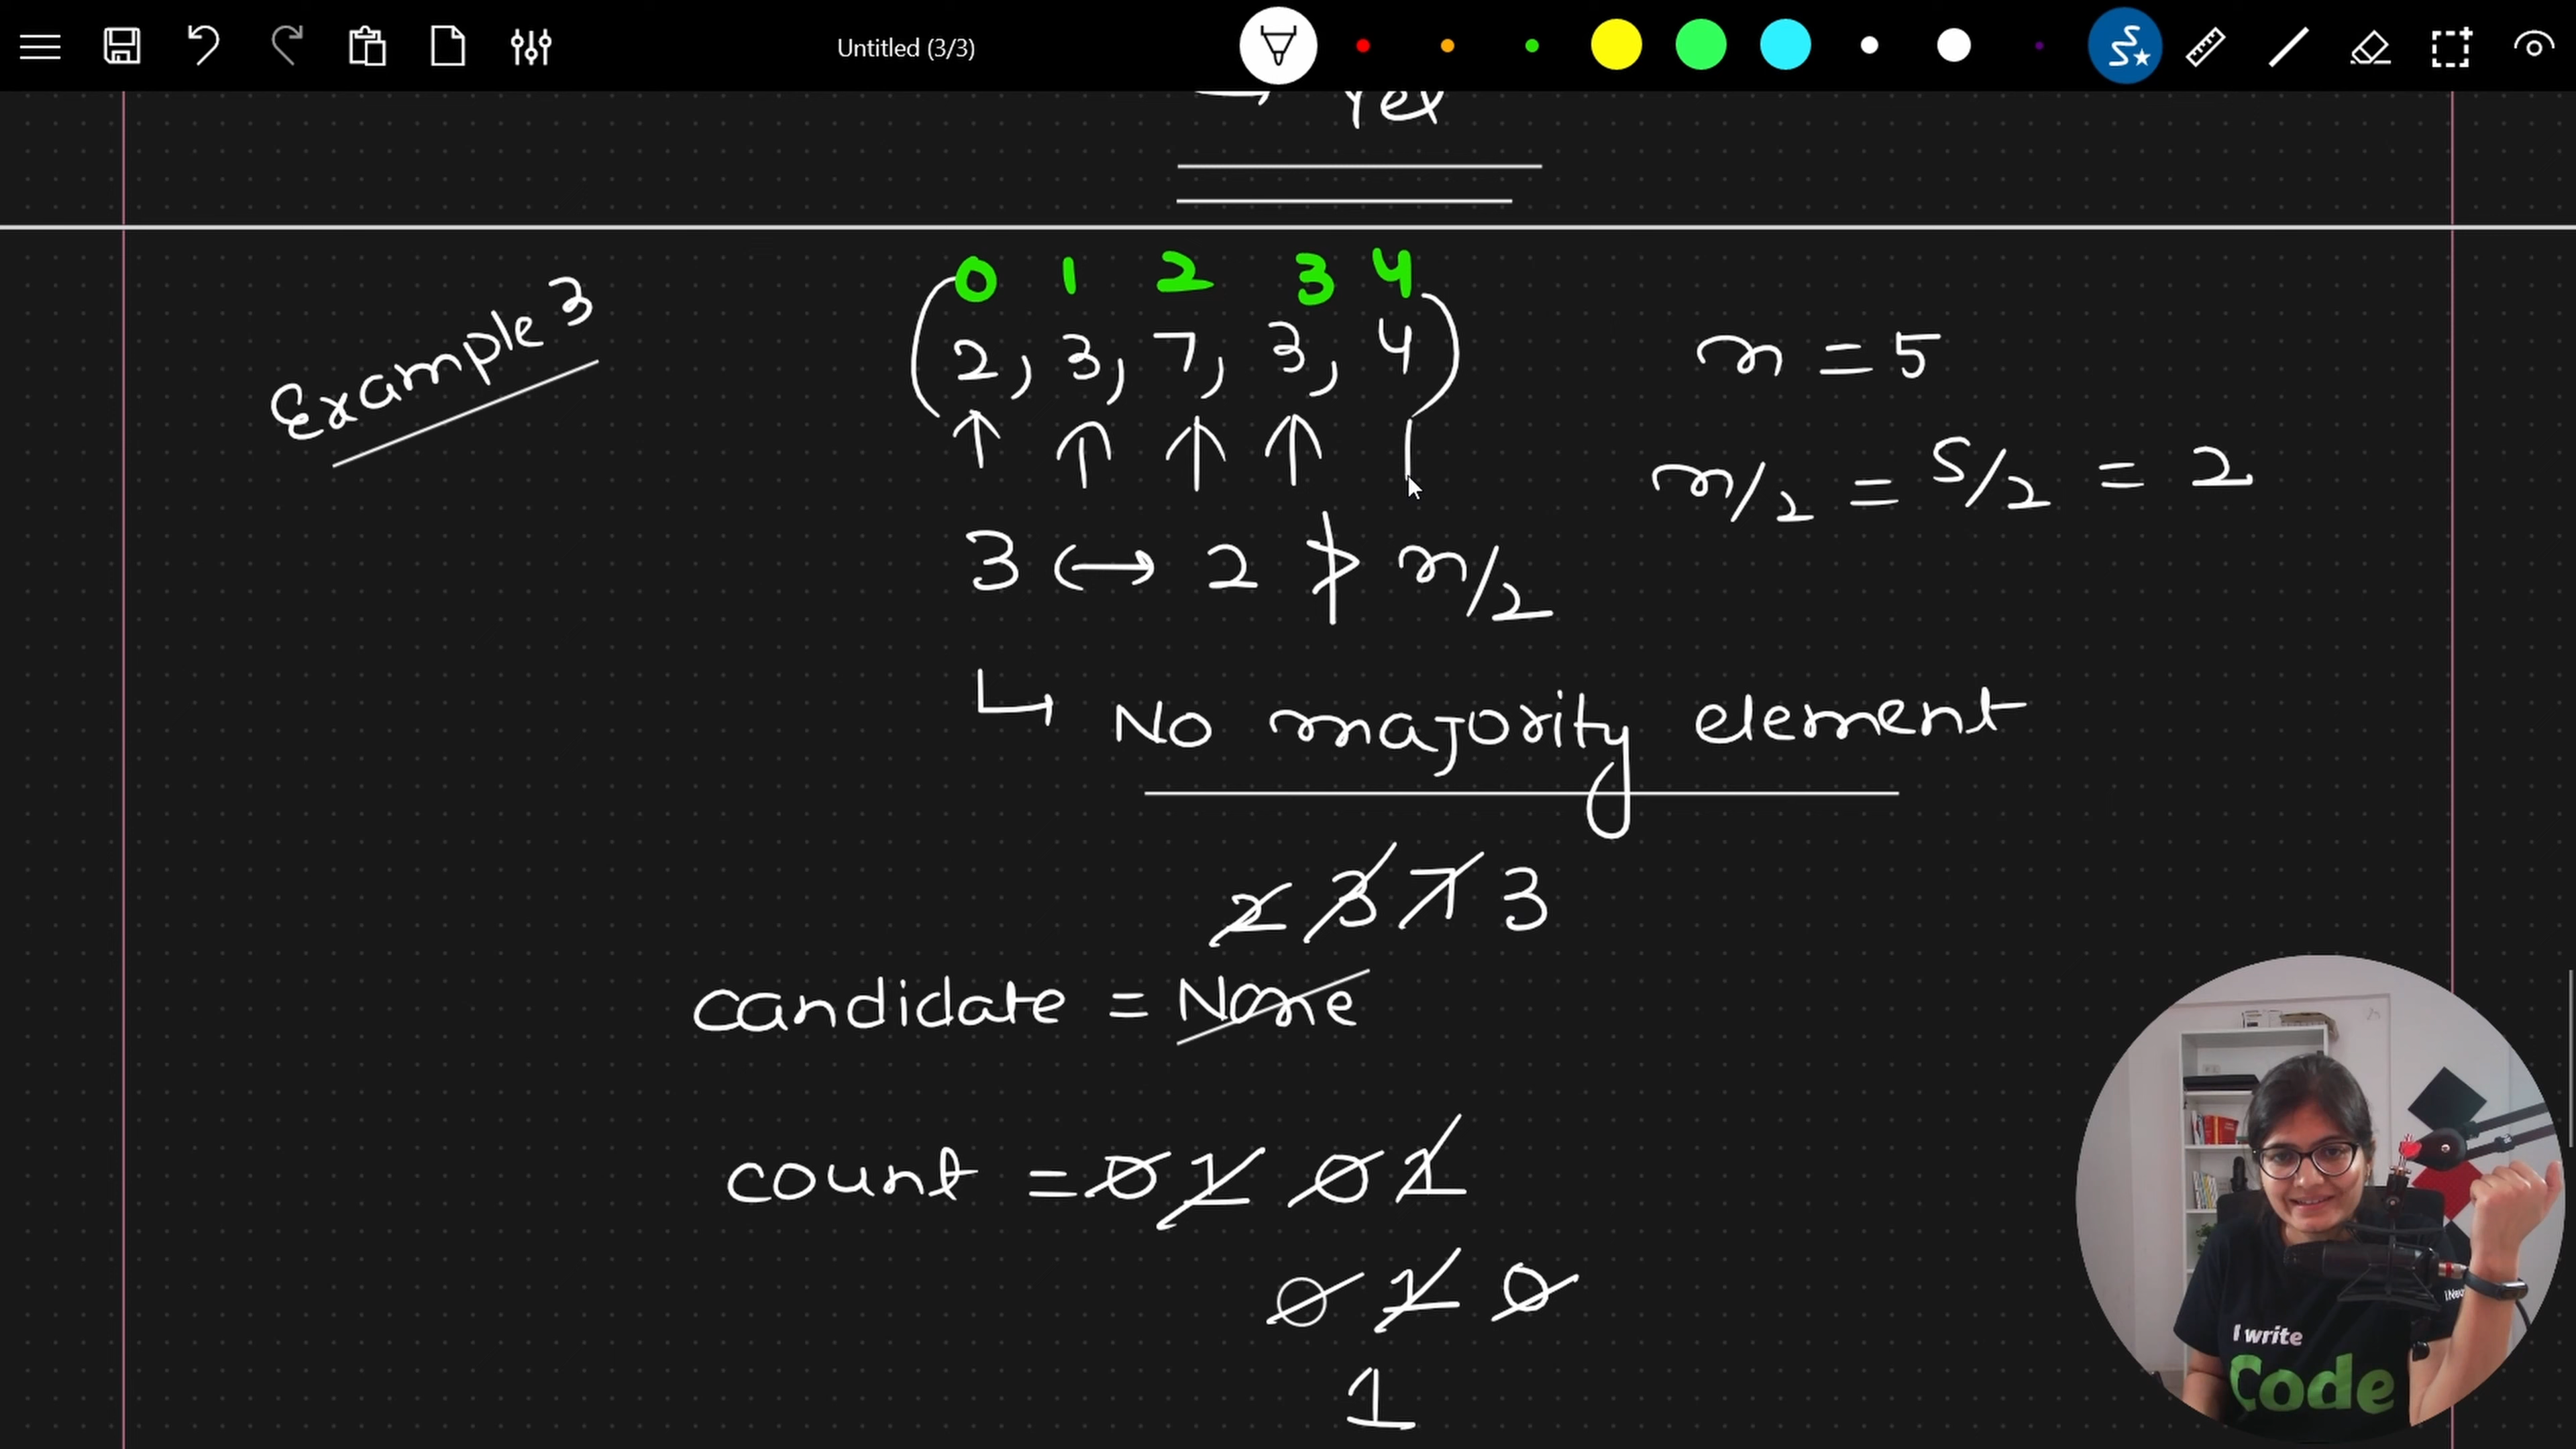 Untitled (3/3)
Yes
Example 3
0 1 2 3 4
(2, 3, 7, 3, 4)
n = 5
n/2 = 5/2 = 2
3 ↔ 2 ≯ n/2
↳ No majority element
2 3 7 3
candidate = None
count = 0 1 0 1
0 1 0
1
I write
Code